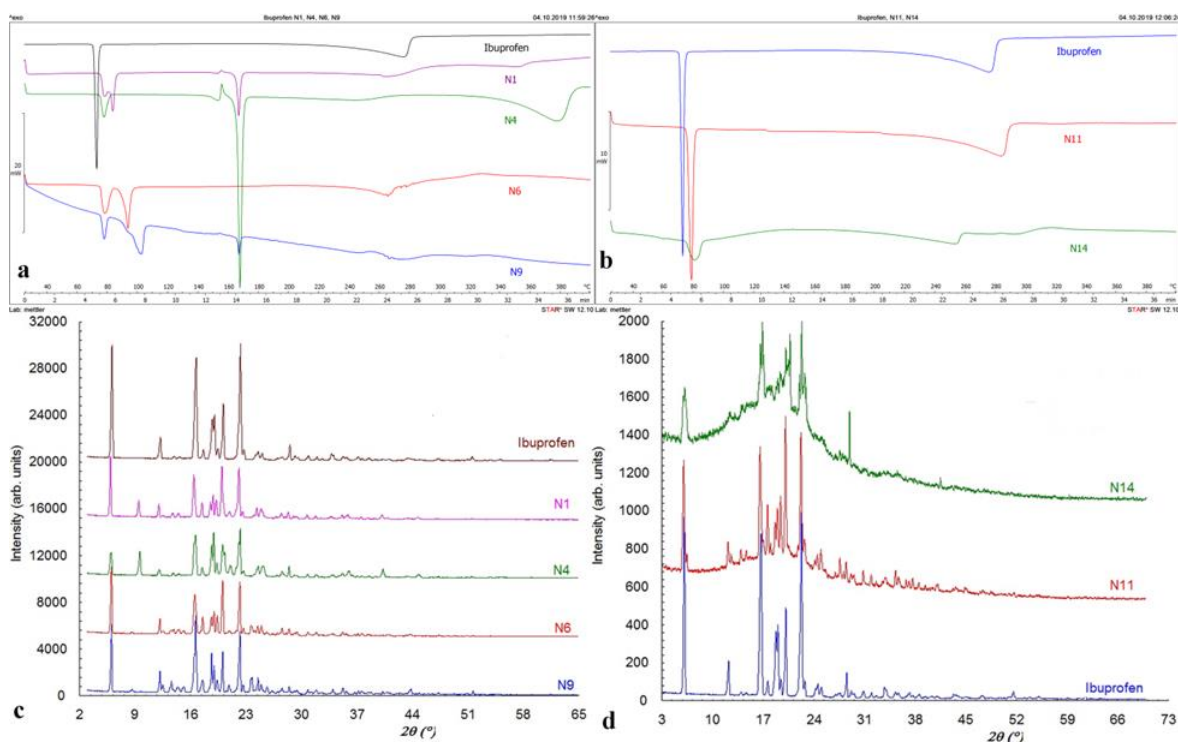 ^exo Ibuprofen N1, N4, N6, N9 04.10.2019 11:59:26
Ibuprofen
N1
N4
20
mW
N6
N9
a
0 20 40 60 80 100 120 140 160 180 200 220 240 260 280 300 320 340 °C
0 2 4 6 8 10 12 14 16 18 20 22 24 26 28 30 32 34 36 38 min
Lab: mettler STARe SW 12.10
^exo Ibuprofen, N11, N14 04.10.2019 12:06:2
Ibuprofen
N11
10
mW
N14
b
0 20 40 60 80 100 120 140 160 180 200 220 240 260 280 300 320 340 °C
0 2 4 6 8 10 12 14 16 18 20 22 24 26 28 30 32 34 36 38 min
Lab: mettler STARe SW 12.10
Intensity (arb. units)
32000
28000
24000
20000
16000
12000
8000
4000
0
Ibuprofen
N1
N4
N6
N9
2 9 16 23 30 37 44 51 58 65
c
2θ (°)
Intensity (arb. units)
2000
1800
1600
1400
1200
1000
800
600
400
200
0
N14
N11
Ibuprofen
3 10 17 24 31 38 45 52 59 66 73
d
2θ (°)